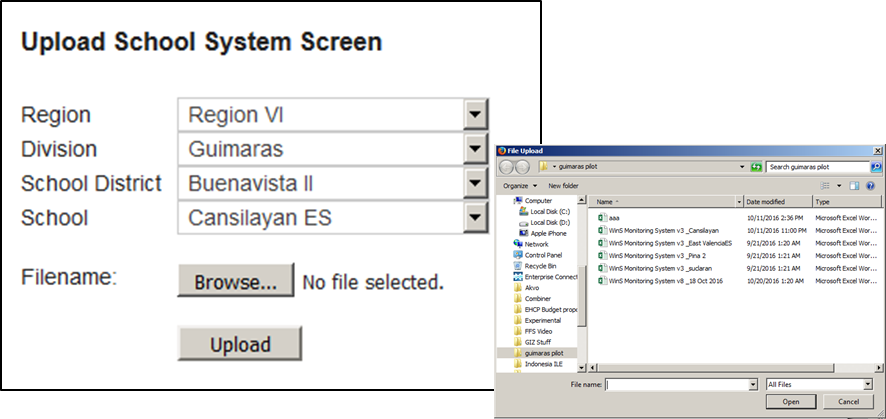 Upload School System Screen
Region Region VI
Division Guimaras
School District Buenavista II
School Cansilayan ES
Filename: Browse... No file selected.
Upload
File Upload
guimaras pilot Search guimaras pilot
Organize New folder
Computer
Local Disk (C:)
Local Disk (D:)
Apple iPhone
Network
Control Panel
Recycle Bin
Enterprise Connect
Akvo
Combiner
EHCP Budget propo
Experimental
FFS Video
GIZ Stuff
guimaras pilot
Indonesia ILE
Name Date modified Type
aaa 10/11/2016 2:36 PM Microsoft Excel Wor...
WinS Monitoring System v3 _Cansilayan 10/11/2016 11:00 PM Microsoft Excel Wor...
WinS Monitoring System v3 _East ValenciaES 9/21/2016 1:20 AM Microsoft Excel Wor...
WinS Monitoring System v3 _Pina 2 9/21/2016 1:21 AM Microsoft Excel Wor...
WinS Monitoring System v3 _sudaran 9/21/2016 1:21 AM Microsoft Excel Wor...
WinS Monitoring System v8 _18 Oct 2016 10/20/2016 1:20 AM Microsoft Excel Wor...
File name: All Files
Open Cancel